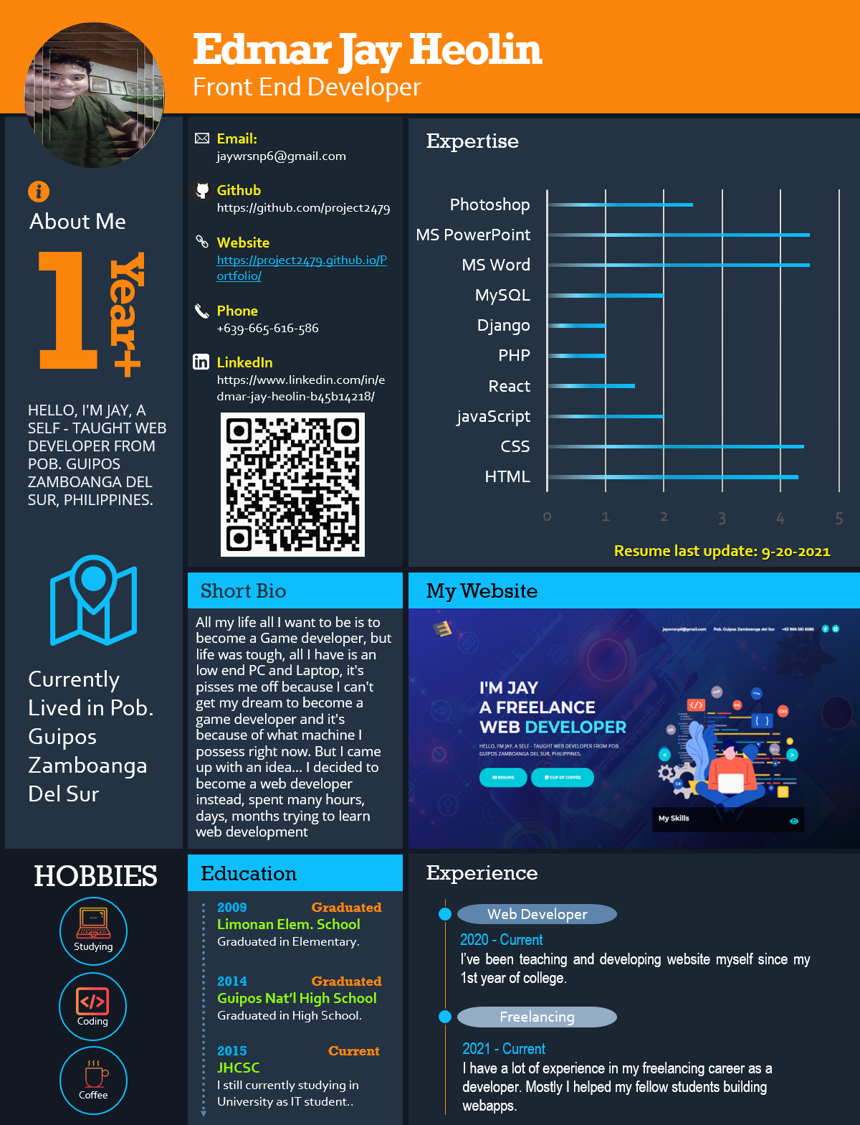 Edmar Jay Heolin
Front End Developer
About Me
1
Year+
HELLO, I'M JAY, A
SELF - TAUGHT WEB
DEVELOPER FROM
POB. GUIPOS
ZAMBOANGA DEL
SUR, PHILIPPINES.
Currently
Lived in Pob.
Guipos
Zamboanga
Del Sur
Email:
jaywrsnp6@gmail.com
Github
https://github.com/project2479
Website
https://project2479.github.io/P
ortfolio/
Phone
+639-665-616-586
LinkedIn
https://www.linkedin.com/in/e
dmar-jay-heolin-b45b14218/
Expertise
Photoshop
MS PowerPoint
MS Word
MySQL
Django
PHP
React
javaScript
CSS
HTML
0 1 2 3 4 5
Resume last update: 9-20-2021
Short Bio
All my life all I want to be is to
become a Game developer, but
life was tough, all I have is an
low end PC and Laptop, it's
pisses me off because I can't
get my dream to become a
game developer and it's
because of what machine I
possess right now. But I came
up with an idea... I decided to
become a web developer
instead, spent many hours,
days, months trying to learn
web development
My Website
Pob. Guipos Zamboanga del Sur
I'M JAY
A FREELANCE
WEB DEVELOPER
HELLO, I'M JAY, A SELF - TAUGHT WEB DEVELOPER FROM POB.
GUIPOS ZAMBOANGA DEL SUR, PHILIPPINES.
RESUME
CUP OF COFFEE
My Skills
HOBBIES
Studying
Coding
Coffee
Education
2009 Graduated
Limonan Elem. School
Graduated in Elementary.
2014 Graduated
Guipos Nat'l High School
Graduated in High School.
2015 Current
JHCSC
I still currently studying in
University as IT student..
Experience
Web Developer
2020 - Current
I've been teaching and developing website myself since my
1st year of college.
Freelancing
2021 - Current
I have a lot of experience in my freelancing career as a
developer. Mostly I helped my fellow students building
webapps.